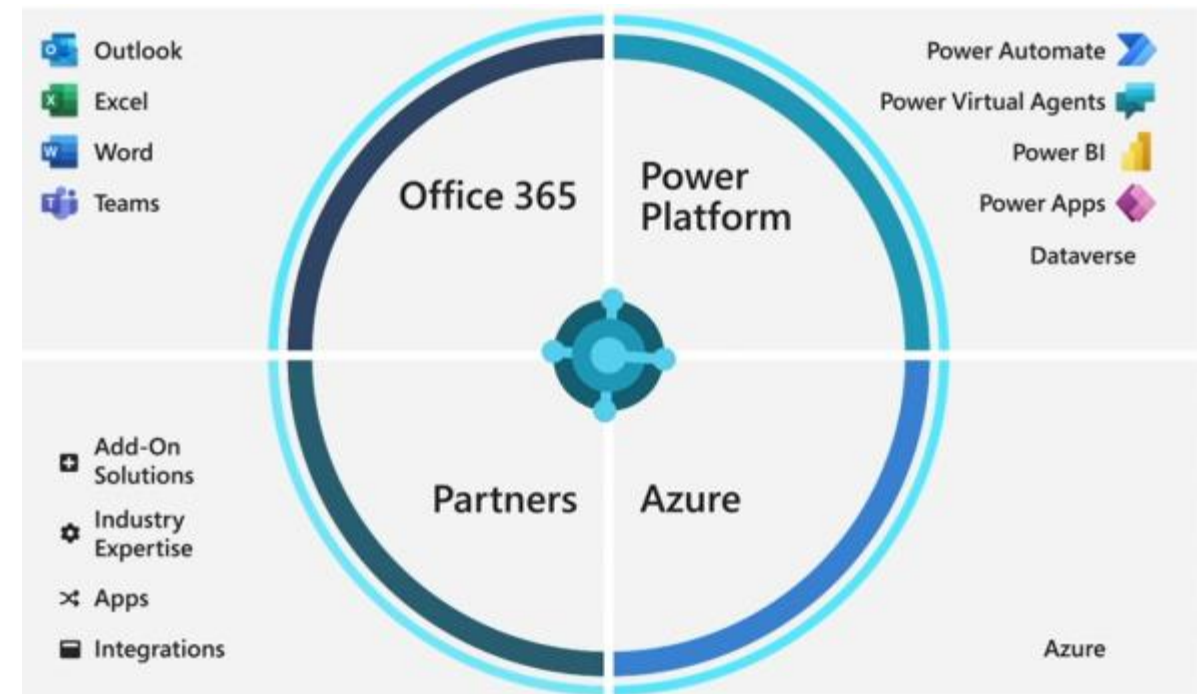 Outlook
Excel
Word
Teams
Office 365
Power
Platform
Power Automate
Power Virtual Agents
Power BI
Power Apps
Dataverse
Add-On
Solutions
Industry
Expertise
Apps
Integrations
Partners
Azure
Azure